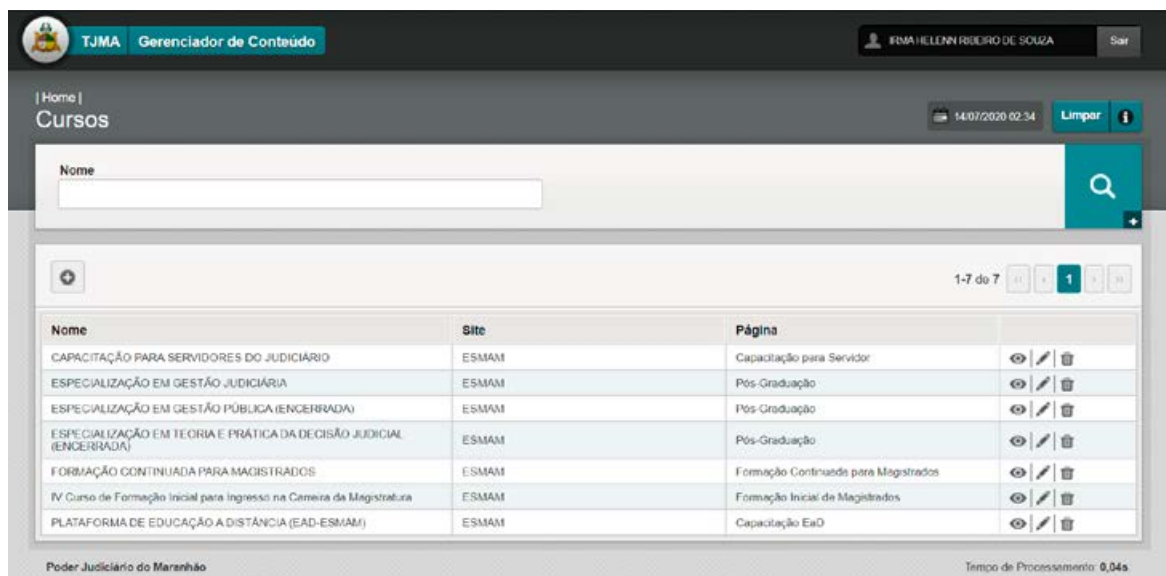 TJMA Gerenciador de Conteúdo
IRMA HELENN RIBEIRO DE SOUZA Sair
| Home |
Cursos
14/07/2020 02:34 Limpar
Nome
1-7 de 7 1
Nome Site Página
CAPACITAÇÃO PARA SERVIDORES DO JUDICIÁRIO ESMAM Capacitação para Servidor
ESPECIALIZAÇÃO EM GESTÃO JUDICIÁRIA ESMAM Pós-Graduação
ESPECIALIZAÇÃO EM GESTÃO PÚBLICA (ENCERRADA) ESMAM Pós-Graduação
ESPECIALIZAÇÃO EM TEORIA E PRÁTICA DA DECISÃO JUDICIAL
(ENCERRADA) ESMAM Pós-Graduação
FORMAÇÃO CONTINUADA PARA MAGISTRADOS ESMAM Formação Continuada para Magistrados
IV Curso de Formação Inicial para Ingresso na Carreira da Magistratura ESMAM Formação Inicial de Magistrados
PLATAFORMA DE EDUCAÇÃO A DISTÂNCIA (EAD-ESMAM) ESMAM Capacitação EaD
Poder Judiciário do Maranhão Tempo de Processamento: 0,04s